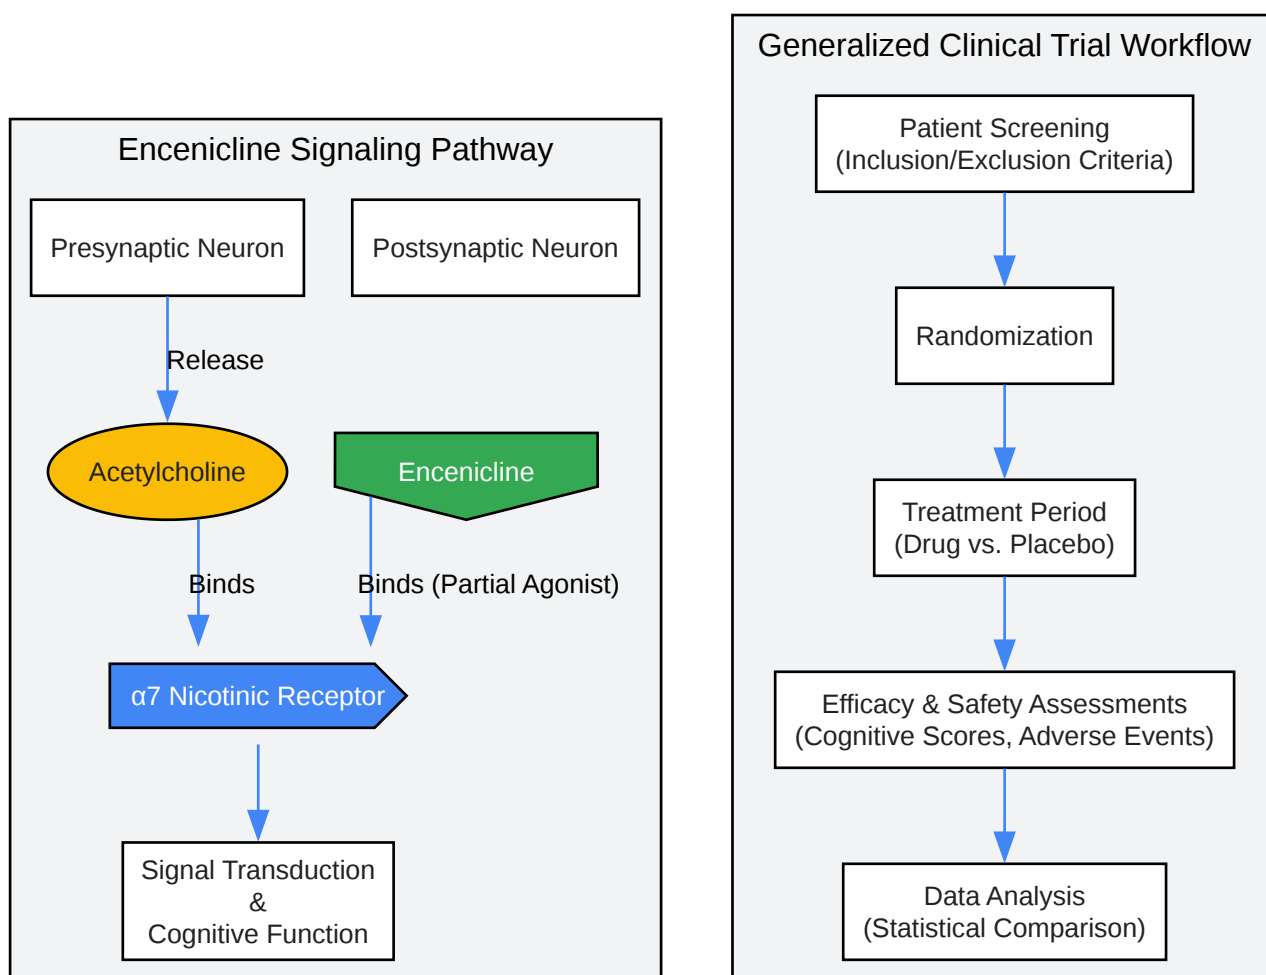 Encenicline Signaling Pathway
Presynaptic Neuron
Postsynaptic Neuron
Release
Acetylcholine
Encenicline
Binds
Binds (Partial Agonist)
α7 Nicotinic Receptor
Signal Transduction
&
Cognitive Function
Generalized Clinical Trial Workflow
Patient Screening
(Inclusion/Exclusion Criteria)
Randomization
Treatment Period
(Drug vs. Placebo)
Efficacy & Safety Assessments
(Cognitive Scores, Adverse Events)
Data Analysis
(Statistical Comparison)